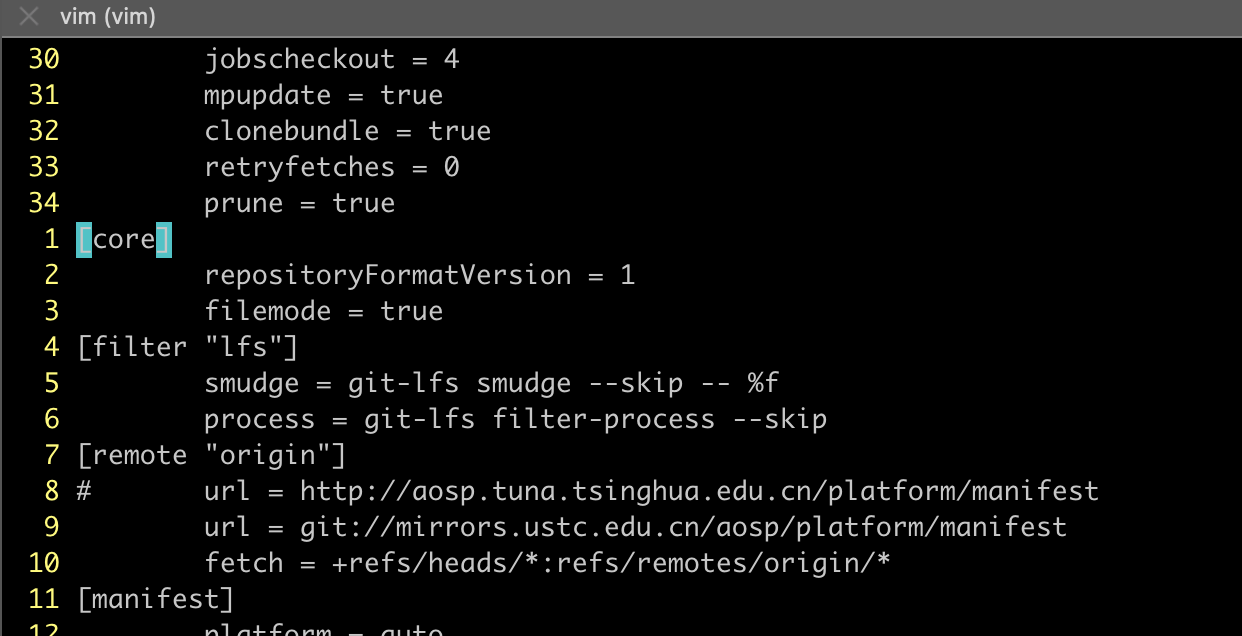 vim (vim)
30 jobscheckout = 4
31 mpupdate = true
32 clonebundle = true
33 retryfetches = 0
34 prune = true
1 [core]
2 repositoryFormatVersion = 1
3 filemode = true
4 [filter "lfs"]
5 smudge = git-lfs smudge --skip -- %f
6 process = git-lfs filter-process --skip
7 [remote "origin"]
8 # url = http://aosp.tuna.tsinghua.edu.cn/platform/manifest
9 url = git://mirrors.ustc.edu.cn/aosp/platform/manifest
10 fetch = +refs/heads/*:refs/remotes/origin/*
11 [manifest]
12 platform = auto